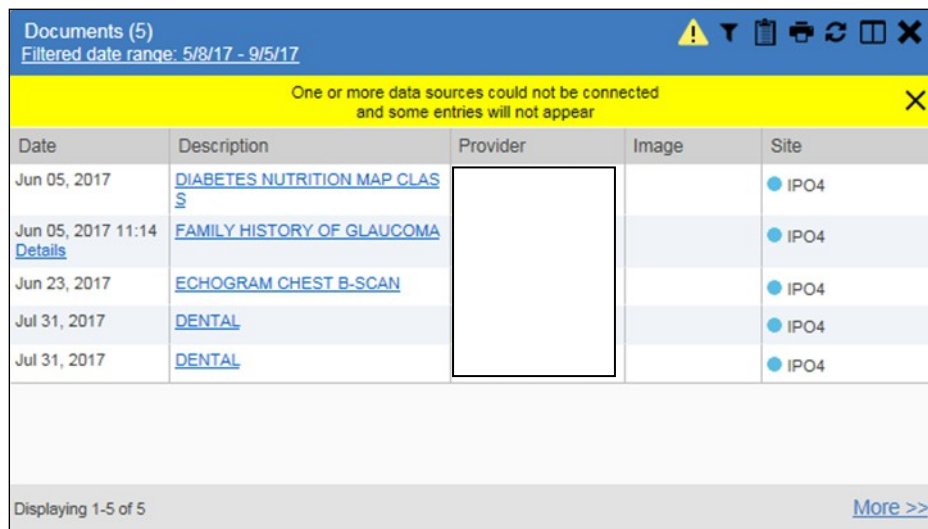 Documents (5)
Filtered date range: 5/8/17 - 9/5/17
One or more data sources could not be connected
and some entries will not appear
Date Description Provider Image Site
Jun 05, 2017 DIABETES NUTRITION MAP CLAS IPO4
S
Jun 05, 2017 11:14 FAMILY HISTORY OF GLAUCOMA IPO4
Details
Jun 23, 2017 ECHOGRAM CHEST B-SCAN IPO4
Jul 31, 2017 DENTAL IPO4
Jul 31, 2017 DENTAL IPO4
Displaying 1-5 of 5 More >>